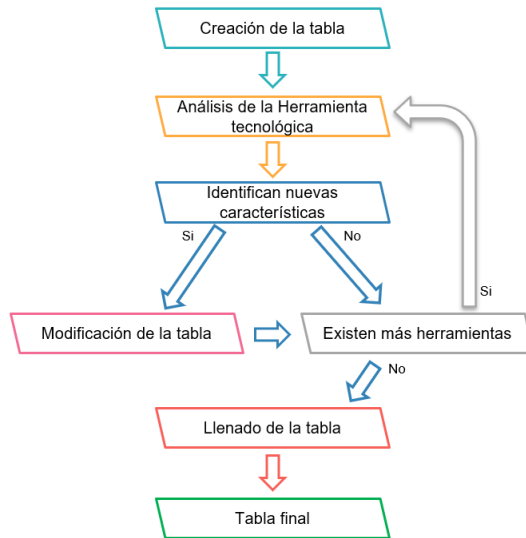 Creación de la tabla
Análisis de la Herramienta
tecnológica
Identifican nuevas
características
Si
No
Si
Modificación de la tabla
Existen más herramientas
No
Llenado de la tabla
Tabla final